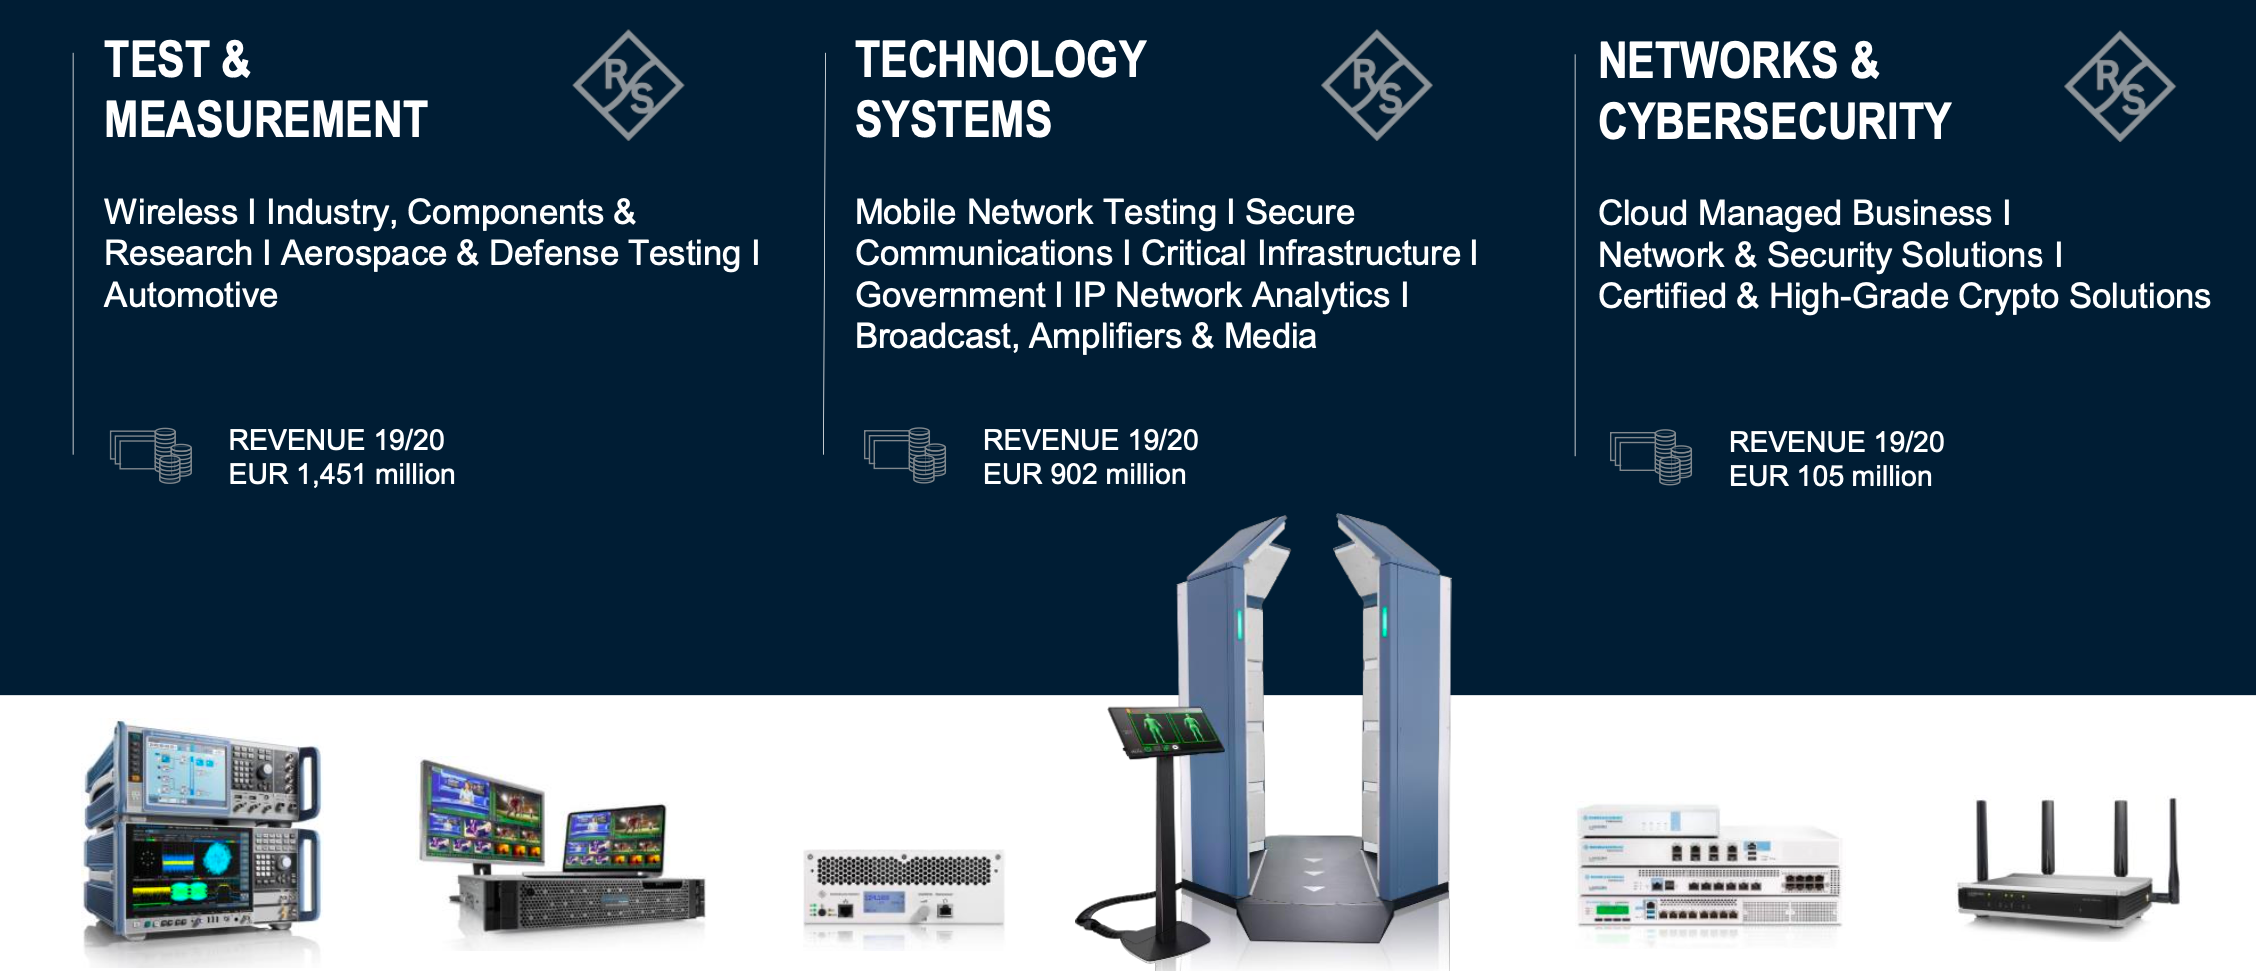 TEST &
MEASUREMENT
R
S
Wireless I Industry, Components &
Research I Aerospace & Defense Testing I
Automotive
REVENUE 19/20
EUR 1,451 million
TECHNOLOGY
SYSTEMS
R
S
Mobile Network Testing I Secure
Communications I Critical Infrastructure I
Government I IP Network Analytics I
Broadcast, Amplifiers & Media
REVENUE 19/20
EUR 902 million
NETWORKS &
CYBERSECURITY
R
S
Cloud Managed Business I
Network & Security Solutions I
Certified & High-Grade Crypto Solutions
REVENUE 19/20
EUR 105 million